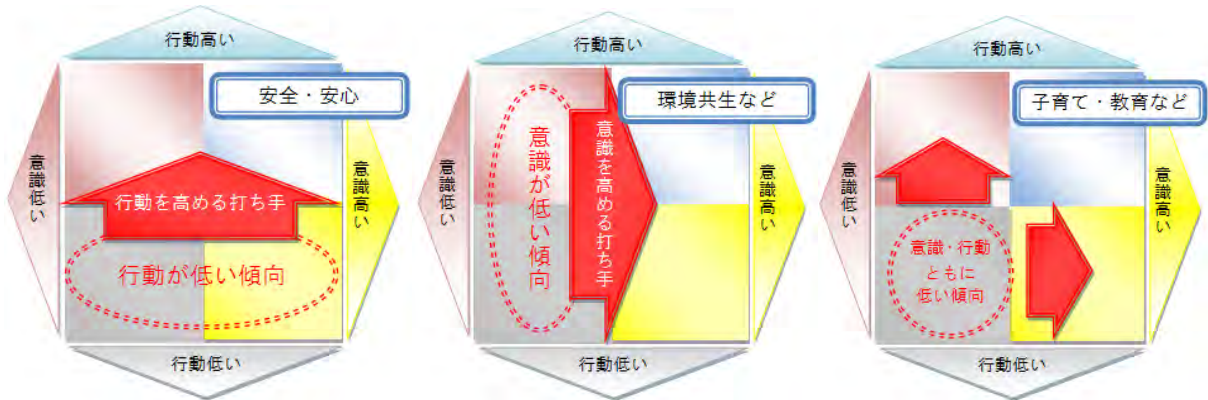 行動高い
安全・安心
意識低い
意識高い
行動を高める打ち手
行動が低い傾向
行動低い
行動高い
環境共生など
意識低い
意識が低い傾向
意識を高める打ち手
意識高い
行動低い
行動高い
子育て・教育など
意識低い
意識高い
意識・行動
ともに
低い傾向
行動低い